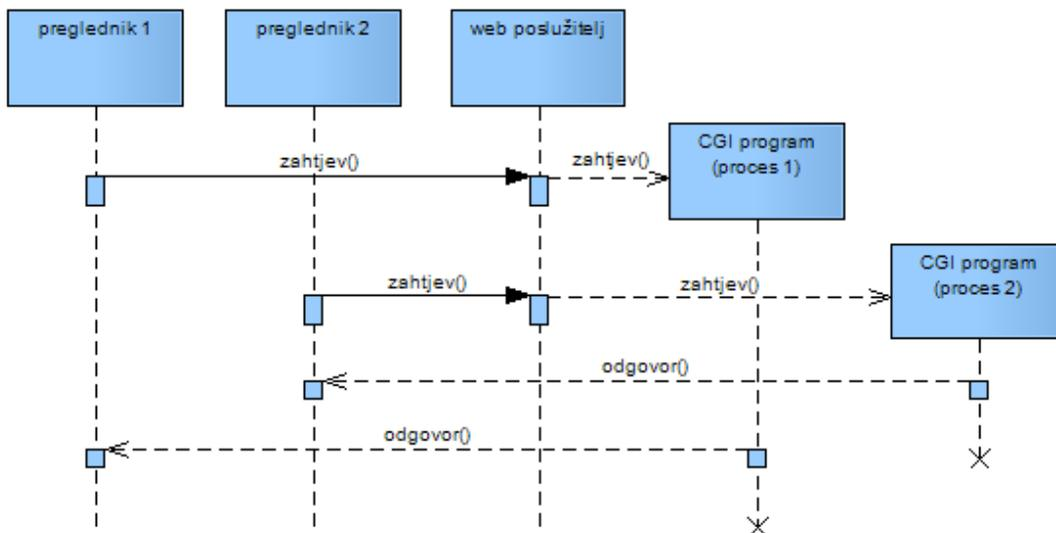 preglednik 1
preglednik 2
web poslužitelj
CGI program
(proces 1)
zahtjev()
zahtjev()
CGI program
(proces 2)
zahtjev()
zahtjev()
odgovor()
odgovor()